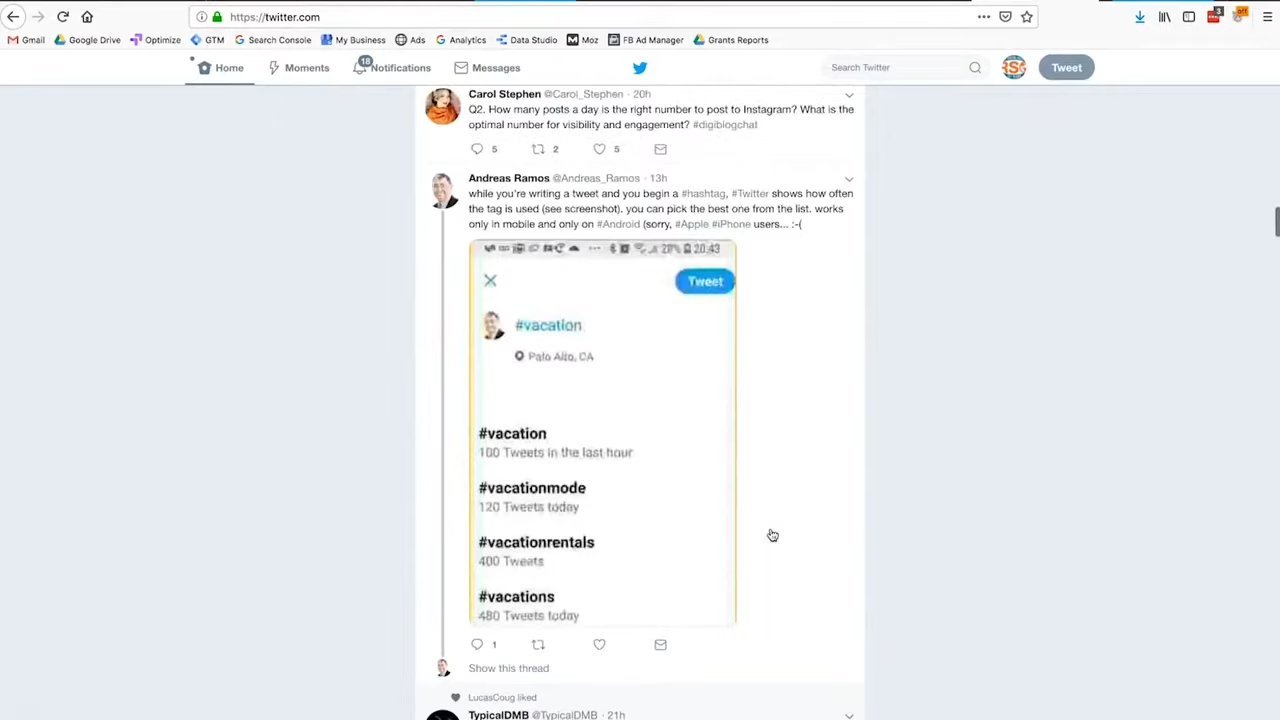 https://twitter.com
3
off
Gmail Google Drive Optimize GTM Search Console My Business Ads Analytics Data Studio Moz FB Ad Manager Grants Reports
Home Moments 18 Notifications Messages Search Twitter RSO Tweet
Carol Stephen @Carol_Stephen · 20h
Q2. How many posts a day is the right number to post to Instagram? What is the
optimal number for visibility and engagement? #digiblogchat
5 2 5
Andreas Ramos @Andreas_Ramos · 13h
while you're writing a tweet and you begin a #hashtag, #Twitter shows how often
the tag is used (see screenshot). you can pick the best one from the list. works
only in mobile and only on #Android (sorry, #Apple #iPhone users... :-(
28% 20:43
Tweet
#vacation
Palo Alto, CA
#vacation
100 Tweets in the last hour
#vacationmode
120 Tweets today
#vacationrentals
400 Tweets
#vacations
480 Tweets today
1
Show this thread
LucasCoug liked
TypicalDMB @TypicalDMB · 21h